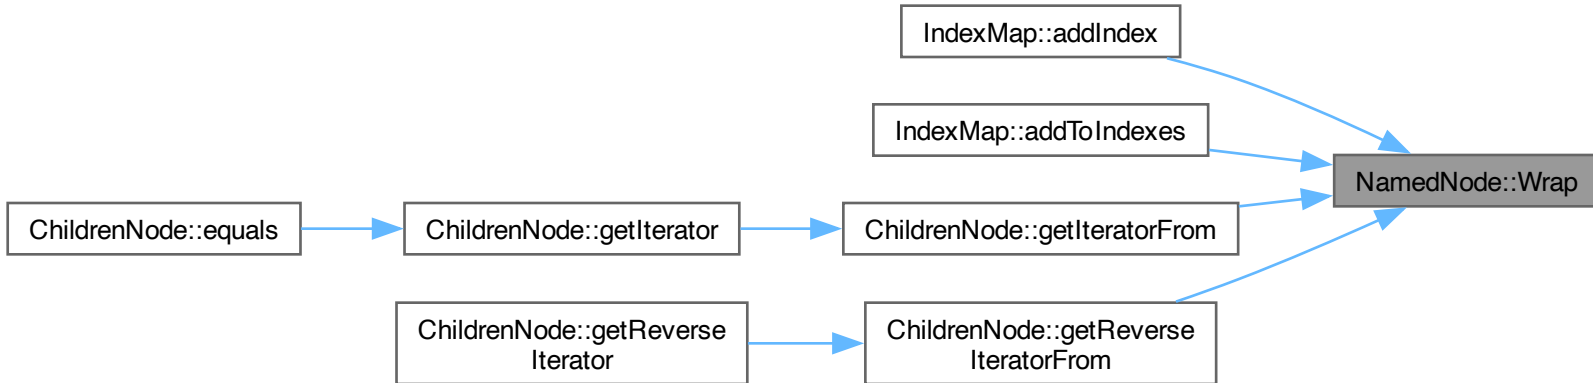 IndexMap::addIndex
IndexMap::addToIndexes
NamedNode::Wrap
ChildrenNode::equals
ChildrenNode::getIterator
ChildrenNode::getIteratorFrom
ChildrenNode::getReverse
Iterator
ChildrenNode::getReverse
IteratorFrom